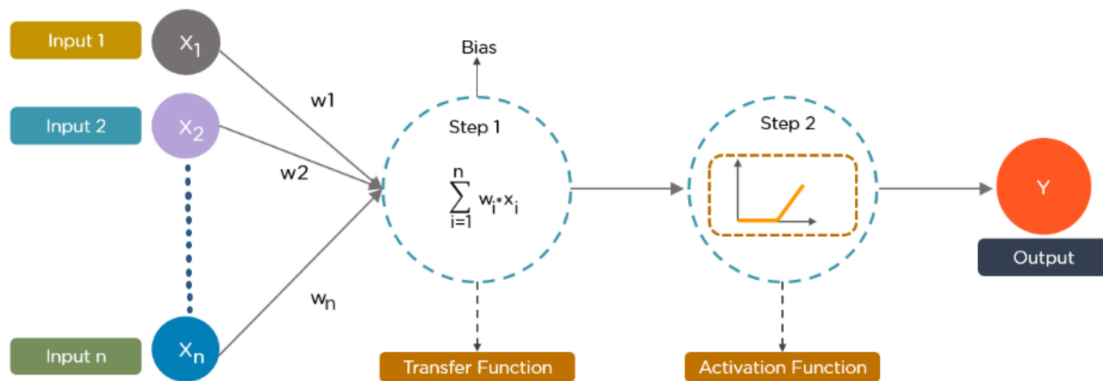 Input 1
X1
Input 2
X2
Input n
Xn
w1
w2
wn
Bias
Step 1
n
∑ wi*xi
i=1
Transfer Function
Step 2
Activation Function
Y
Output